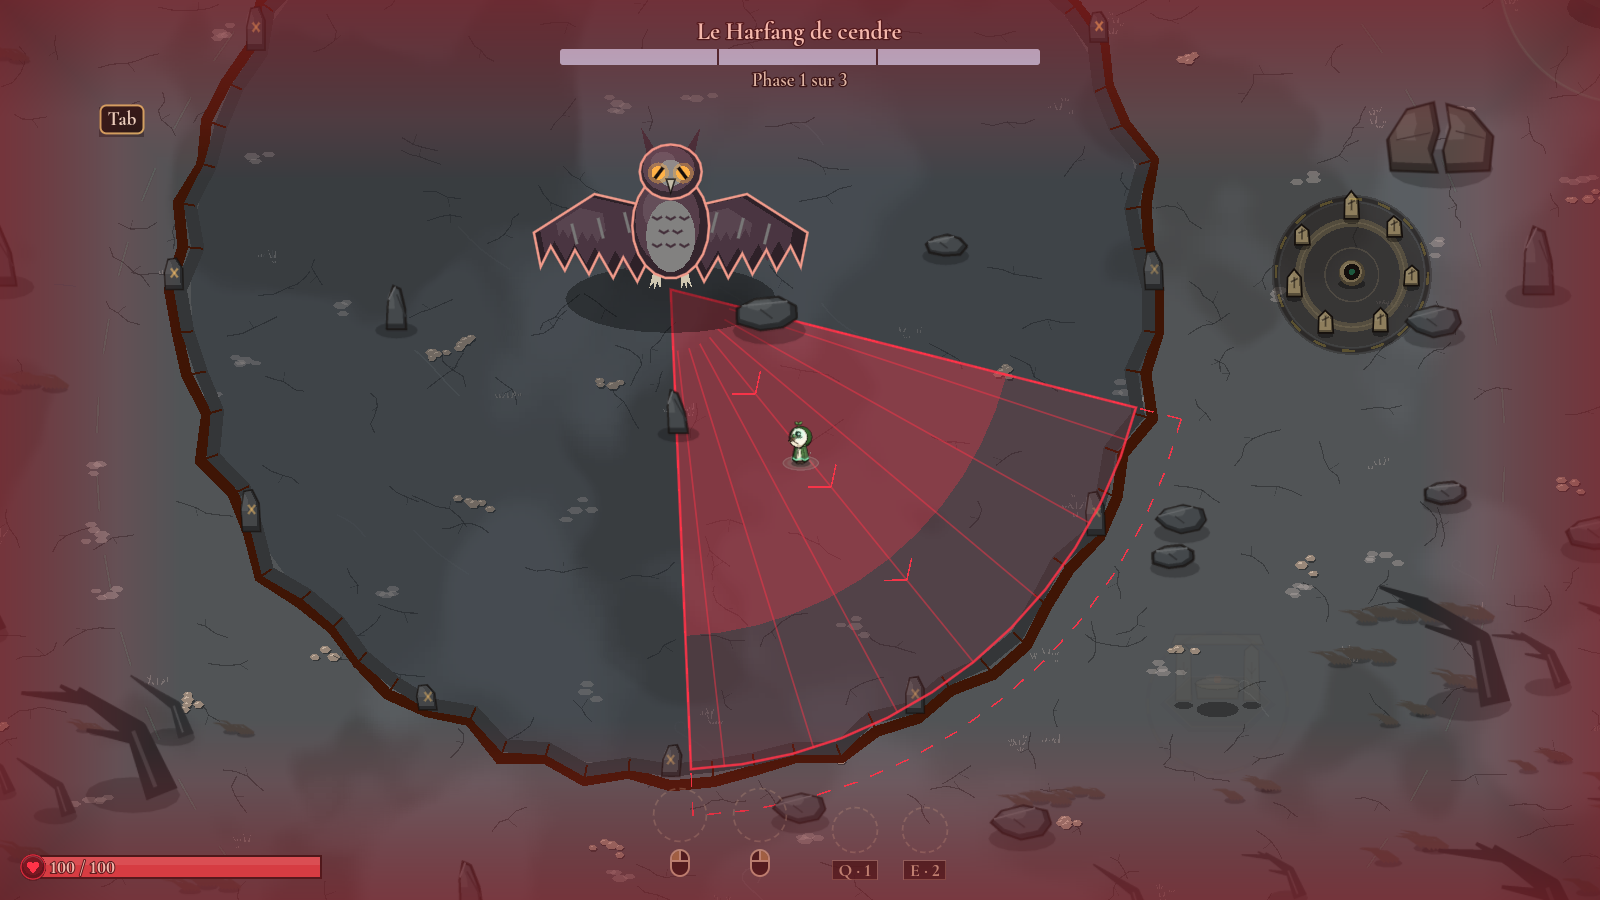 Le Harfang de cendre
Phase 1 sur 3
Tab
100 / 100
Q · 1
E · 2